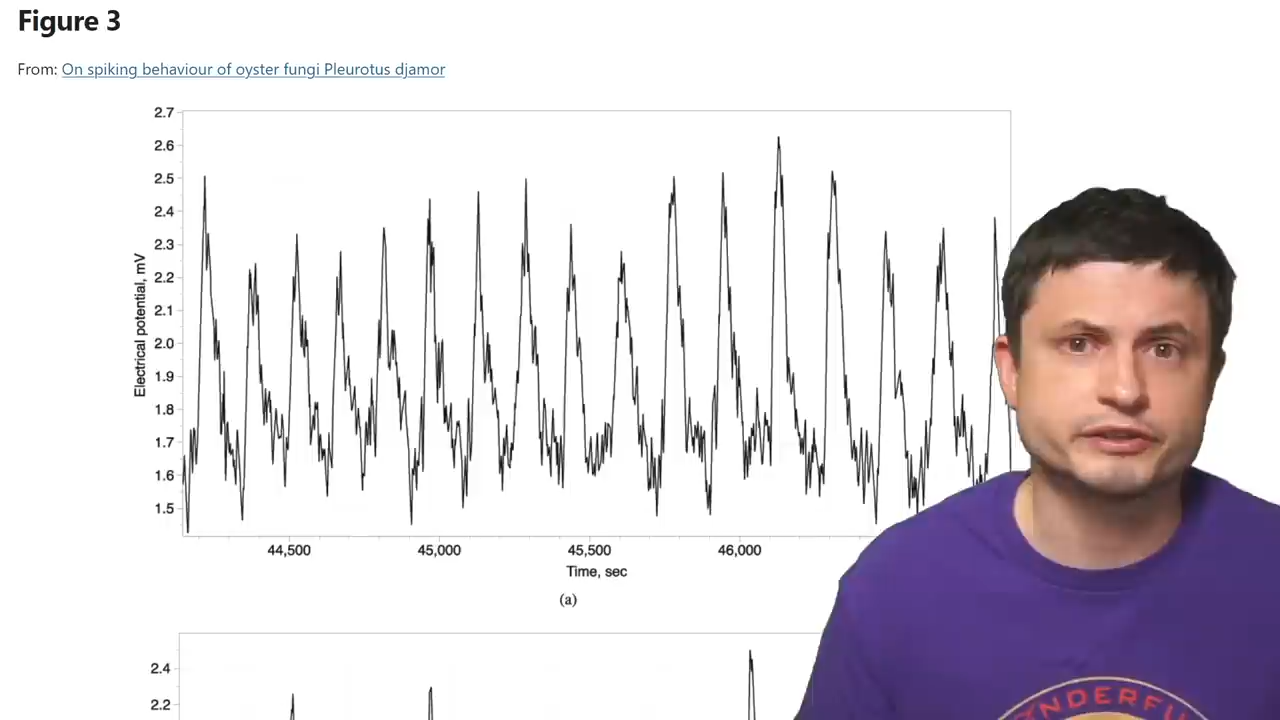 Figure 3
From: On spiking behaviour of oyster fungi Pleurotus djamor
2.7
2.6
2.5
2.4
2.3
2.2
2.1
2.0
1.9
1.8
1.7
1.6
1.5
Electrical potential, mV
44,500 45,000 45,500 46,000
Time, sec
(a)
2.4
2.2